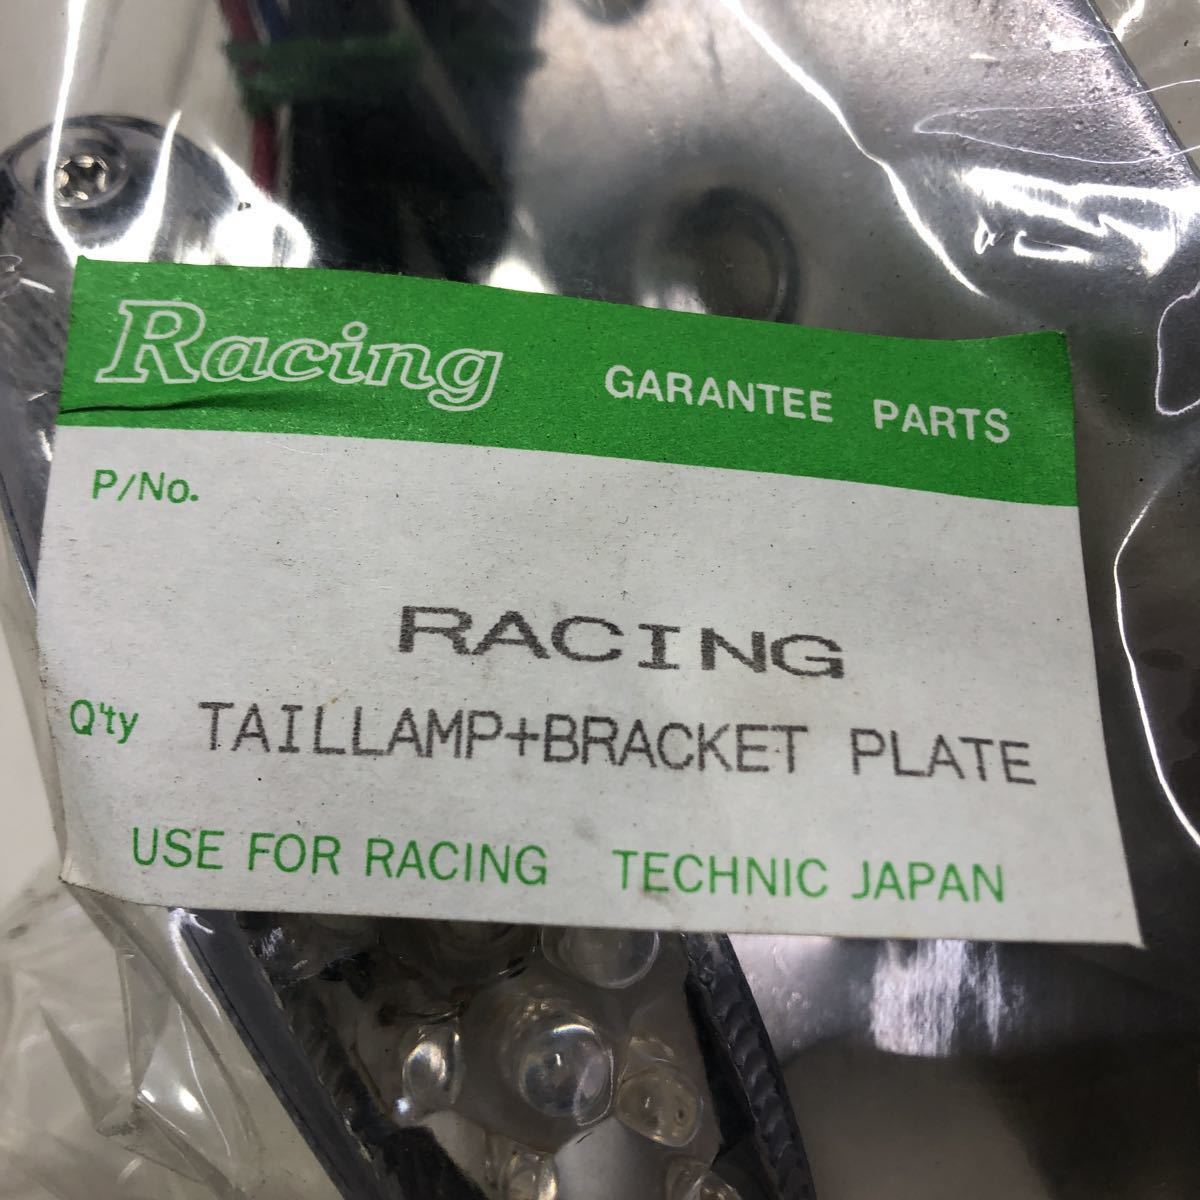 Racing GARANTEE PARTS
P/No.
RACING
Q'ty TAILLAMP+BRACKET PLATE
USE FOR RACING TECHNIC JAPAN